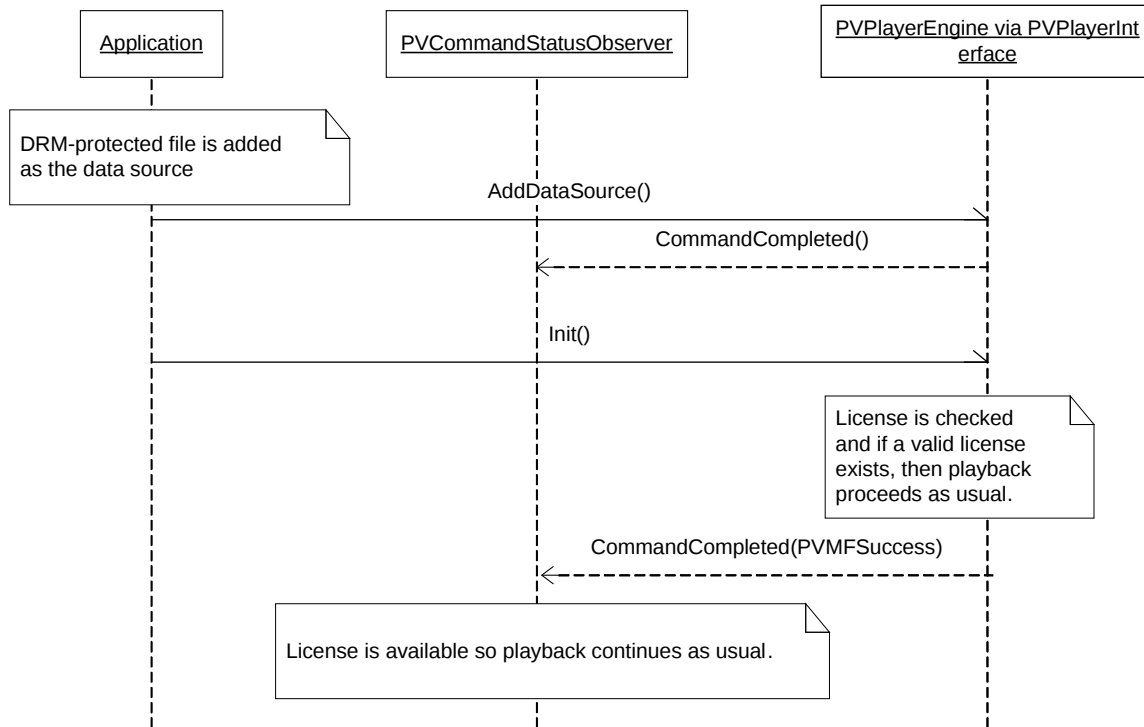 Application
PVCommandStatusObserver
PVPlayerEngine via PVPlayerInt
erface
DRM-protected file is added
as the data source
AddDataSource()
CommandCompleted()
Init()
License is checked
and if a valid license
exists, then playback
proceeds as usual.
CommandCompleted(PVMFSuccess)
License is available so playback continues as usual.